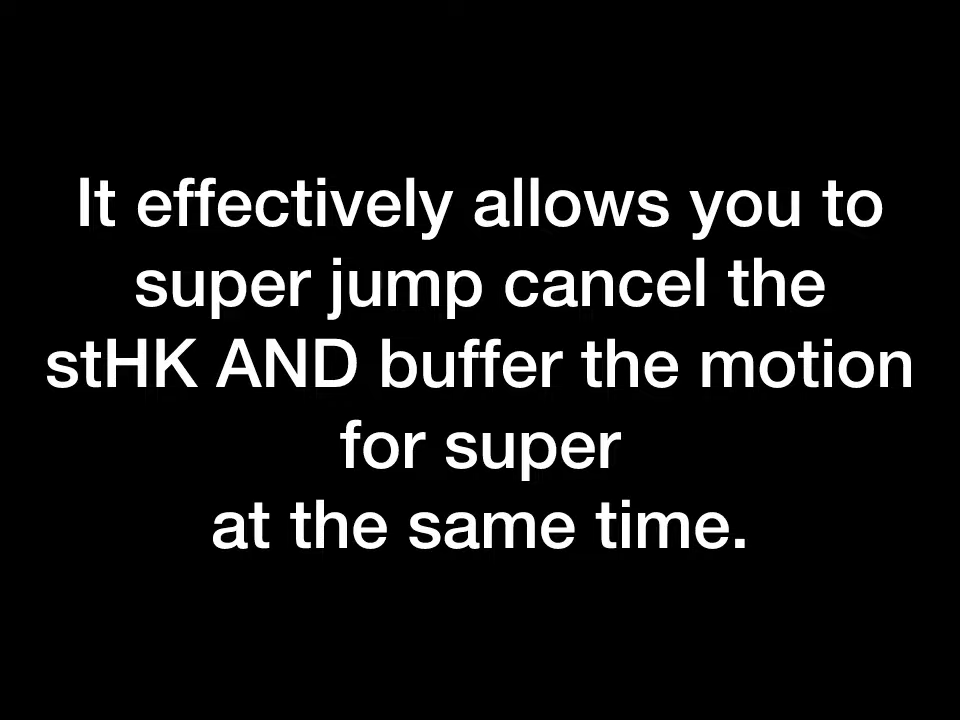 It effectively allows you to
super jump cancel the
stHK AND buffer the motion
for super
at the same time.